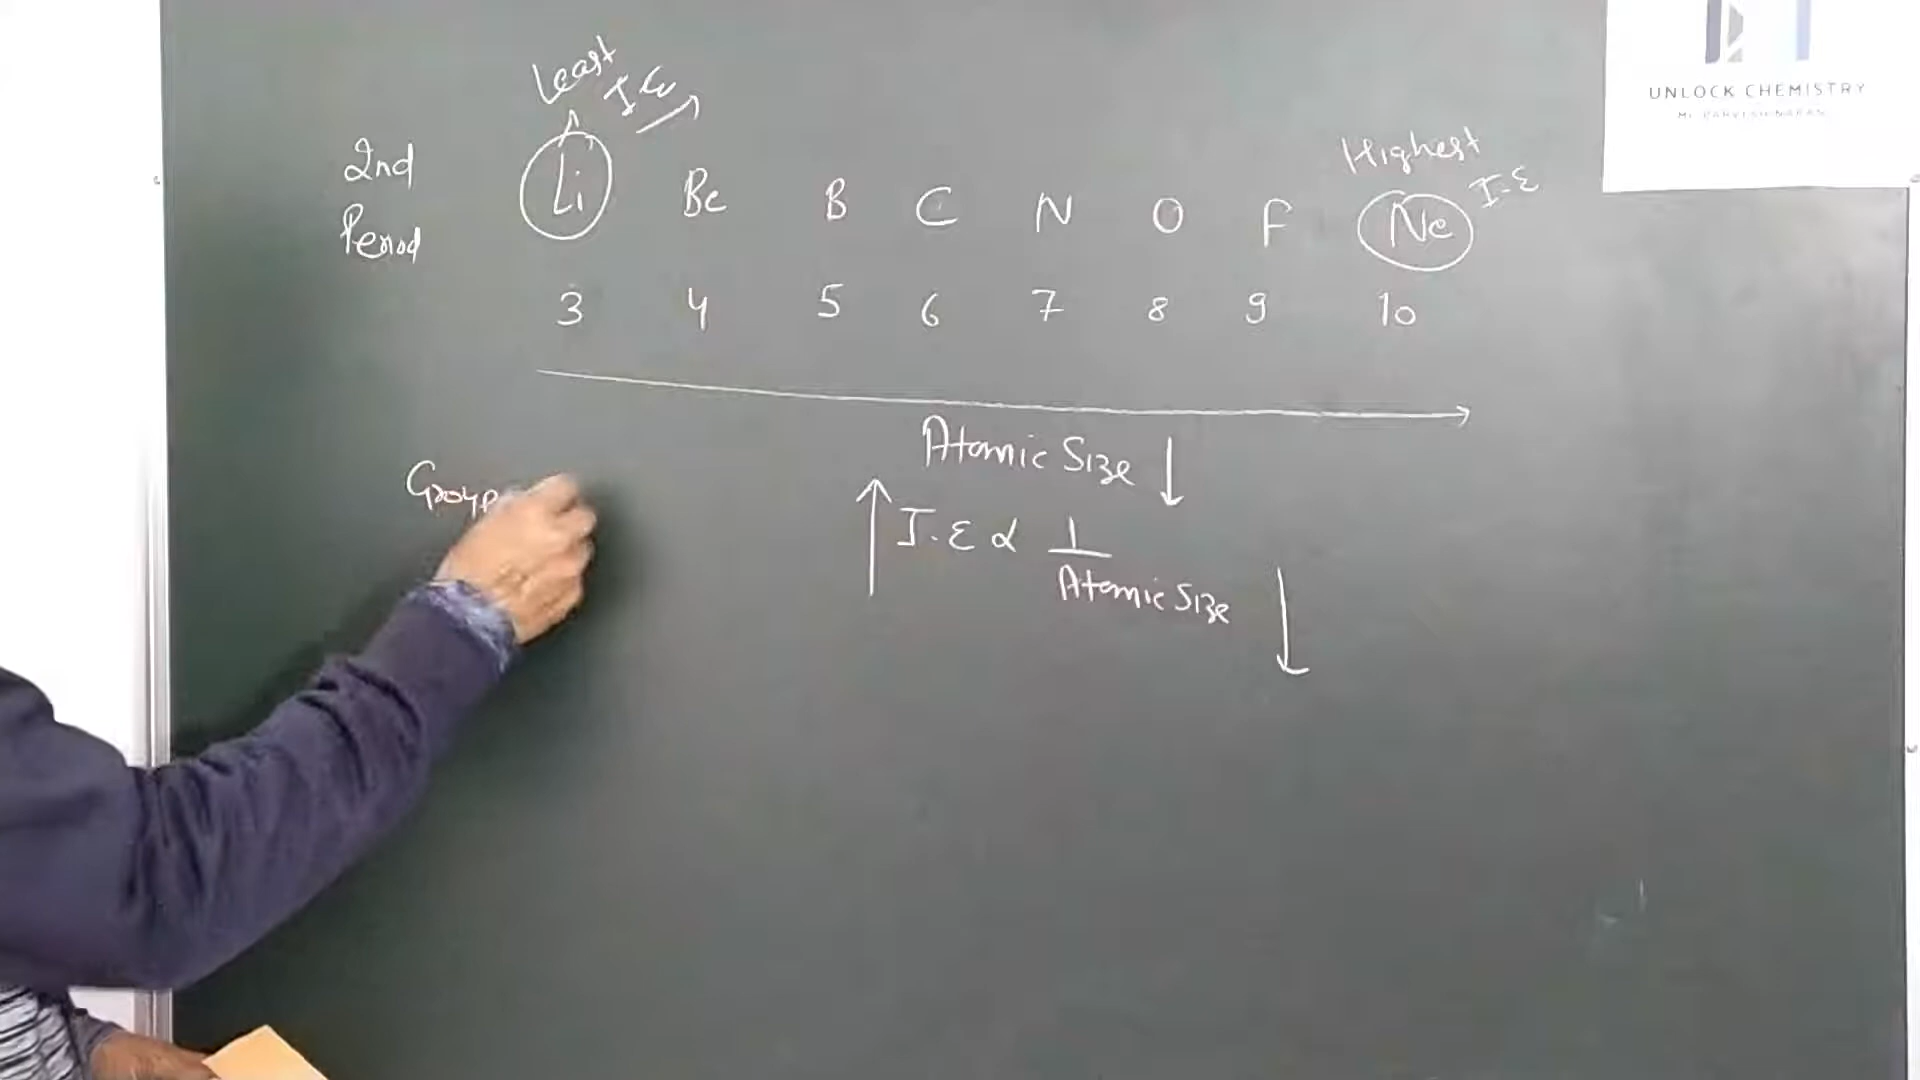 Least
I.E
2nd
Period
Li Be B C N O F Ne
Highest
I.E
3 4 5 6 7 8 9 10
Atomic Size ↓
↑ I.E ∝ 1
Atomic Size ↓
Group
UNLOCK CHEMISTRY